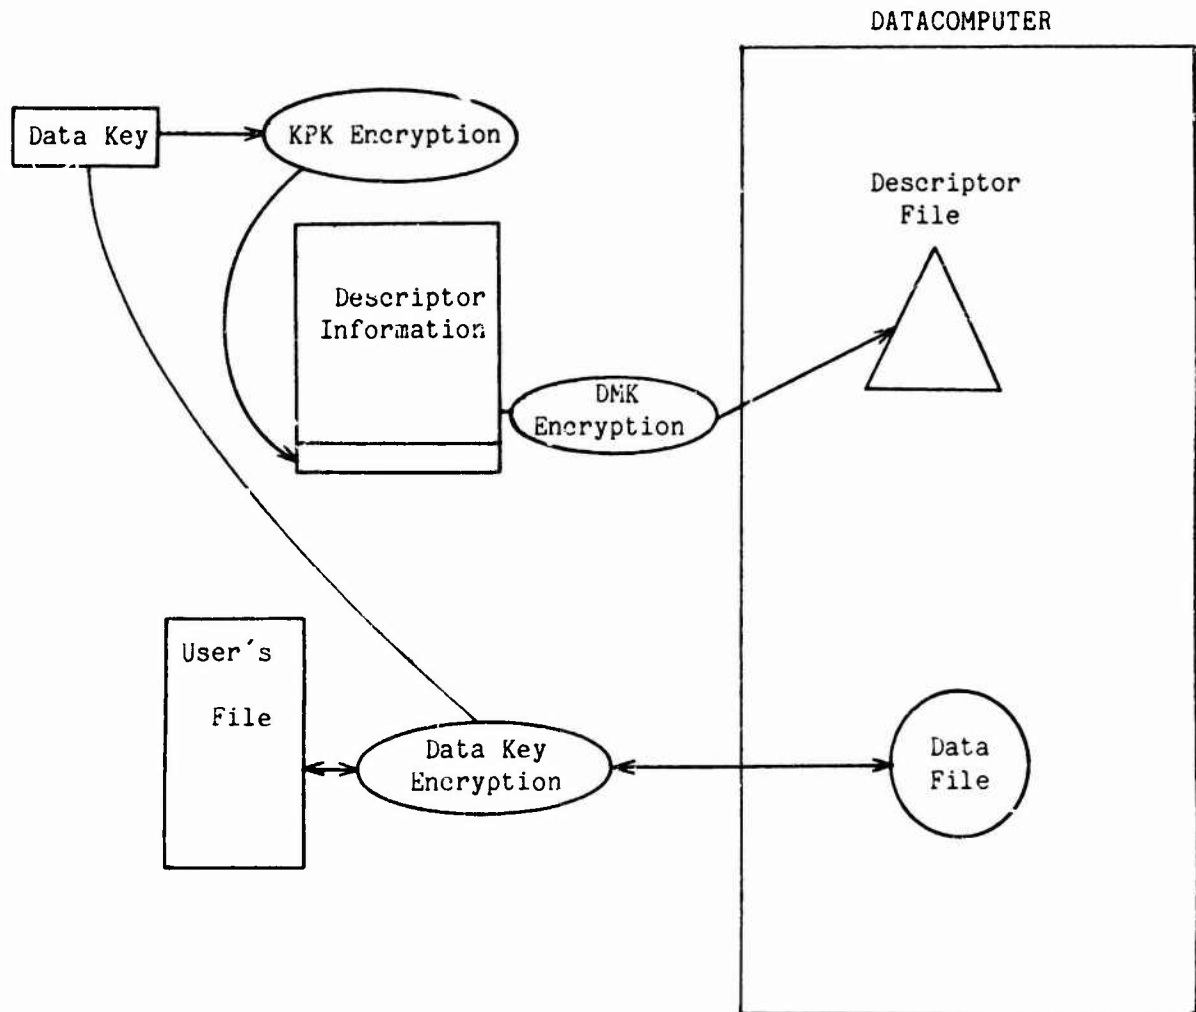 DATACOMPUTER
Data Key
KPK Encryption
Descriptor
File
Descriptor
Information
DMK
Encryption
User's
File
Data Key
Encryption
Data
File